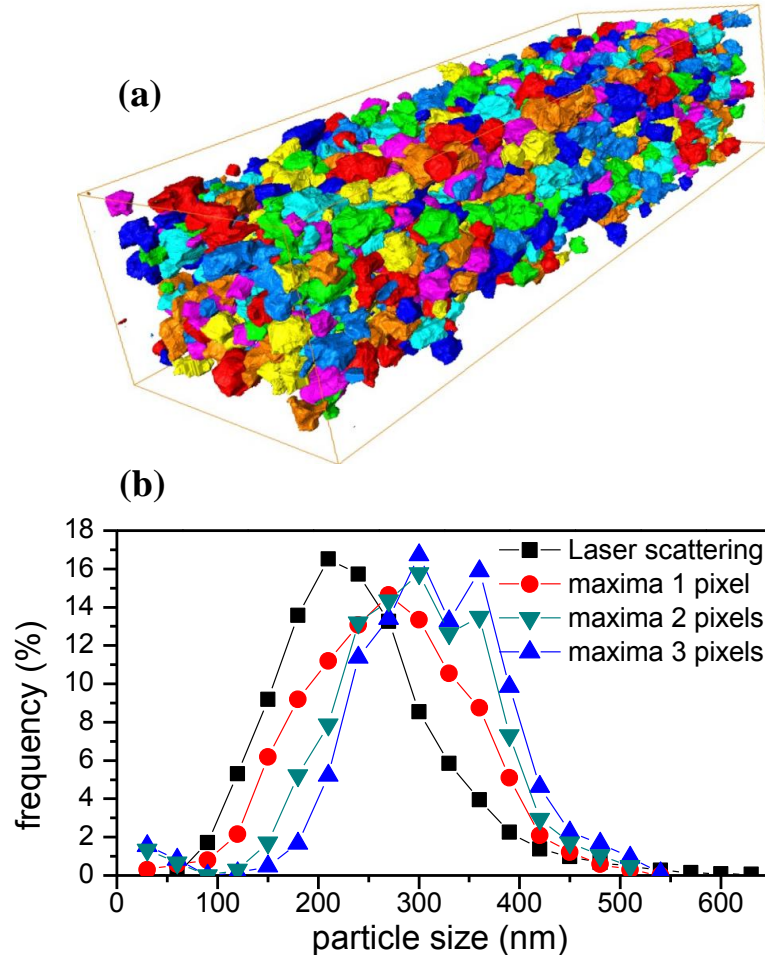 (a)
(b)
18
16
14
12
10
8
6
4
2
0
frequency (%)
Laser scattering
maxima 1 pixel
maxima 2 pixels
maxima 3 pixels
0 100 200 300 400 500 600
particle size (nm)